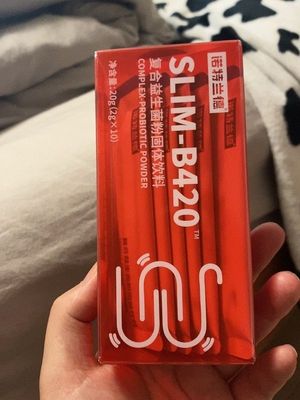 诺特兰德
SLIM-B420™
复合益生菌粉固体饮料
COMPLEX PROBIOTIC POWDER
净含量:20g(2g×10)